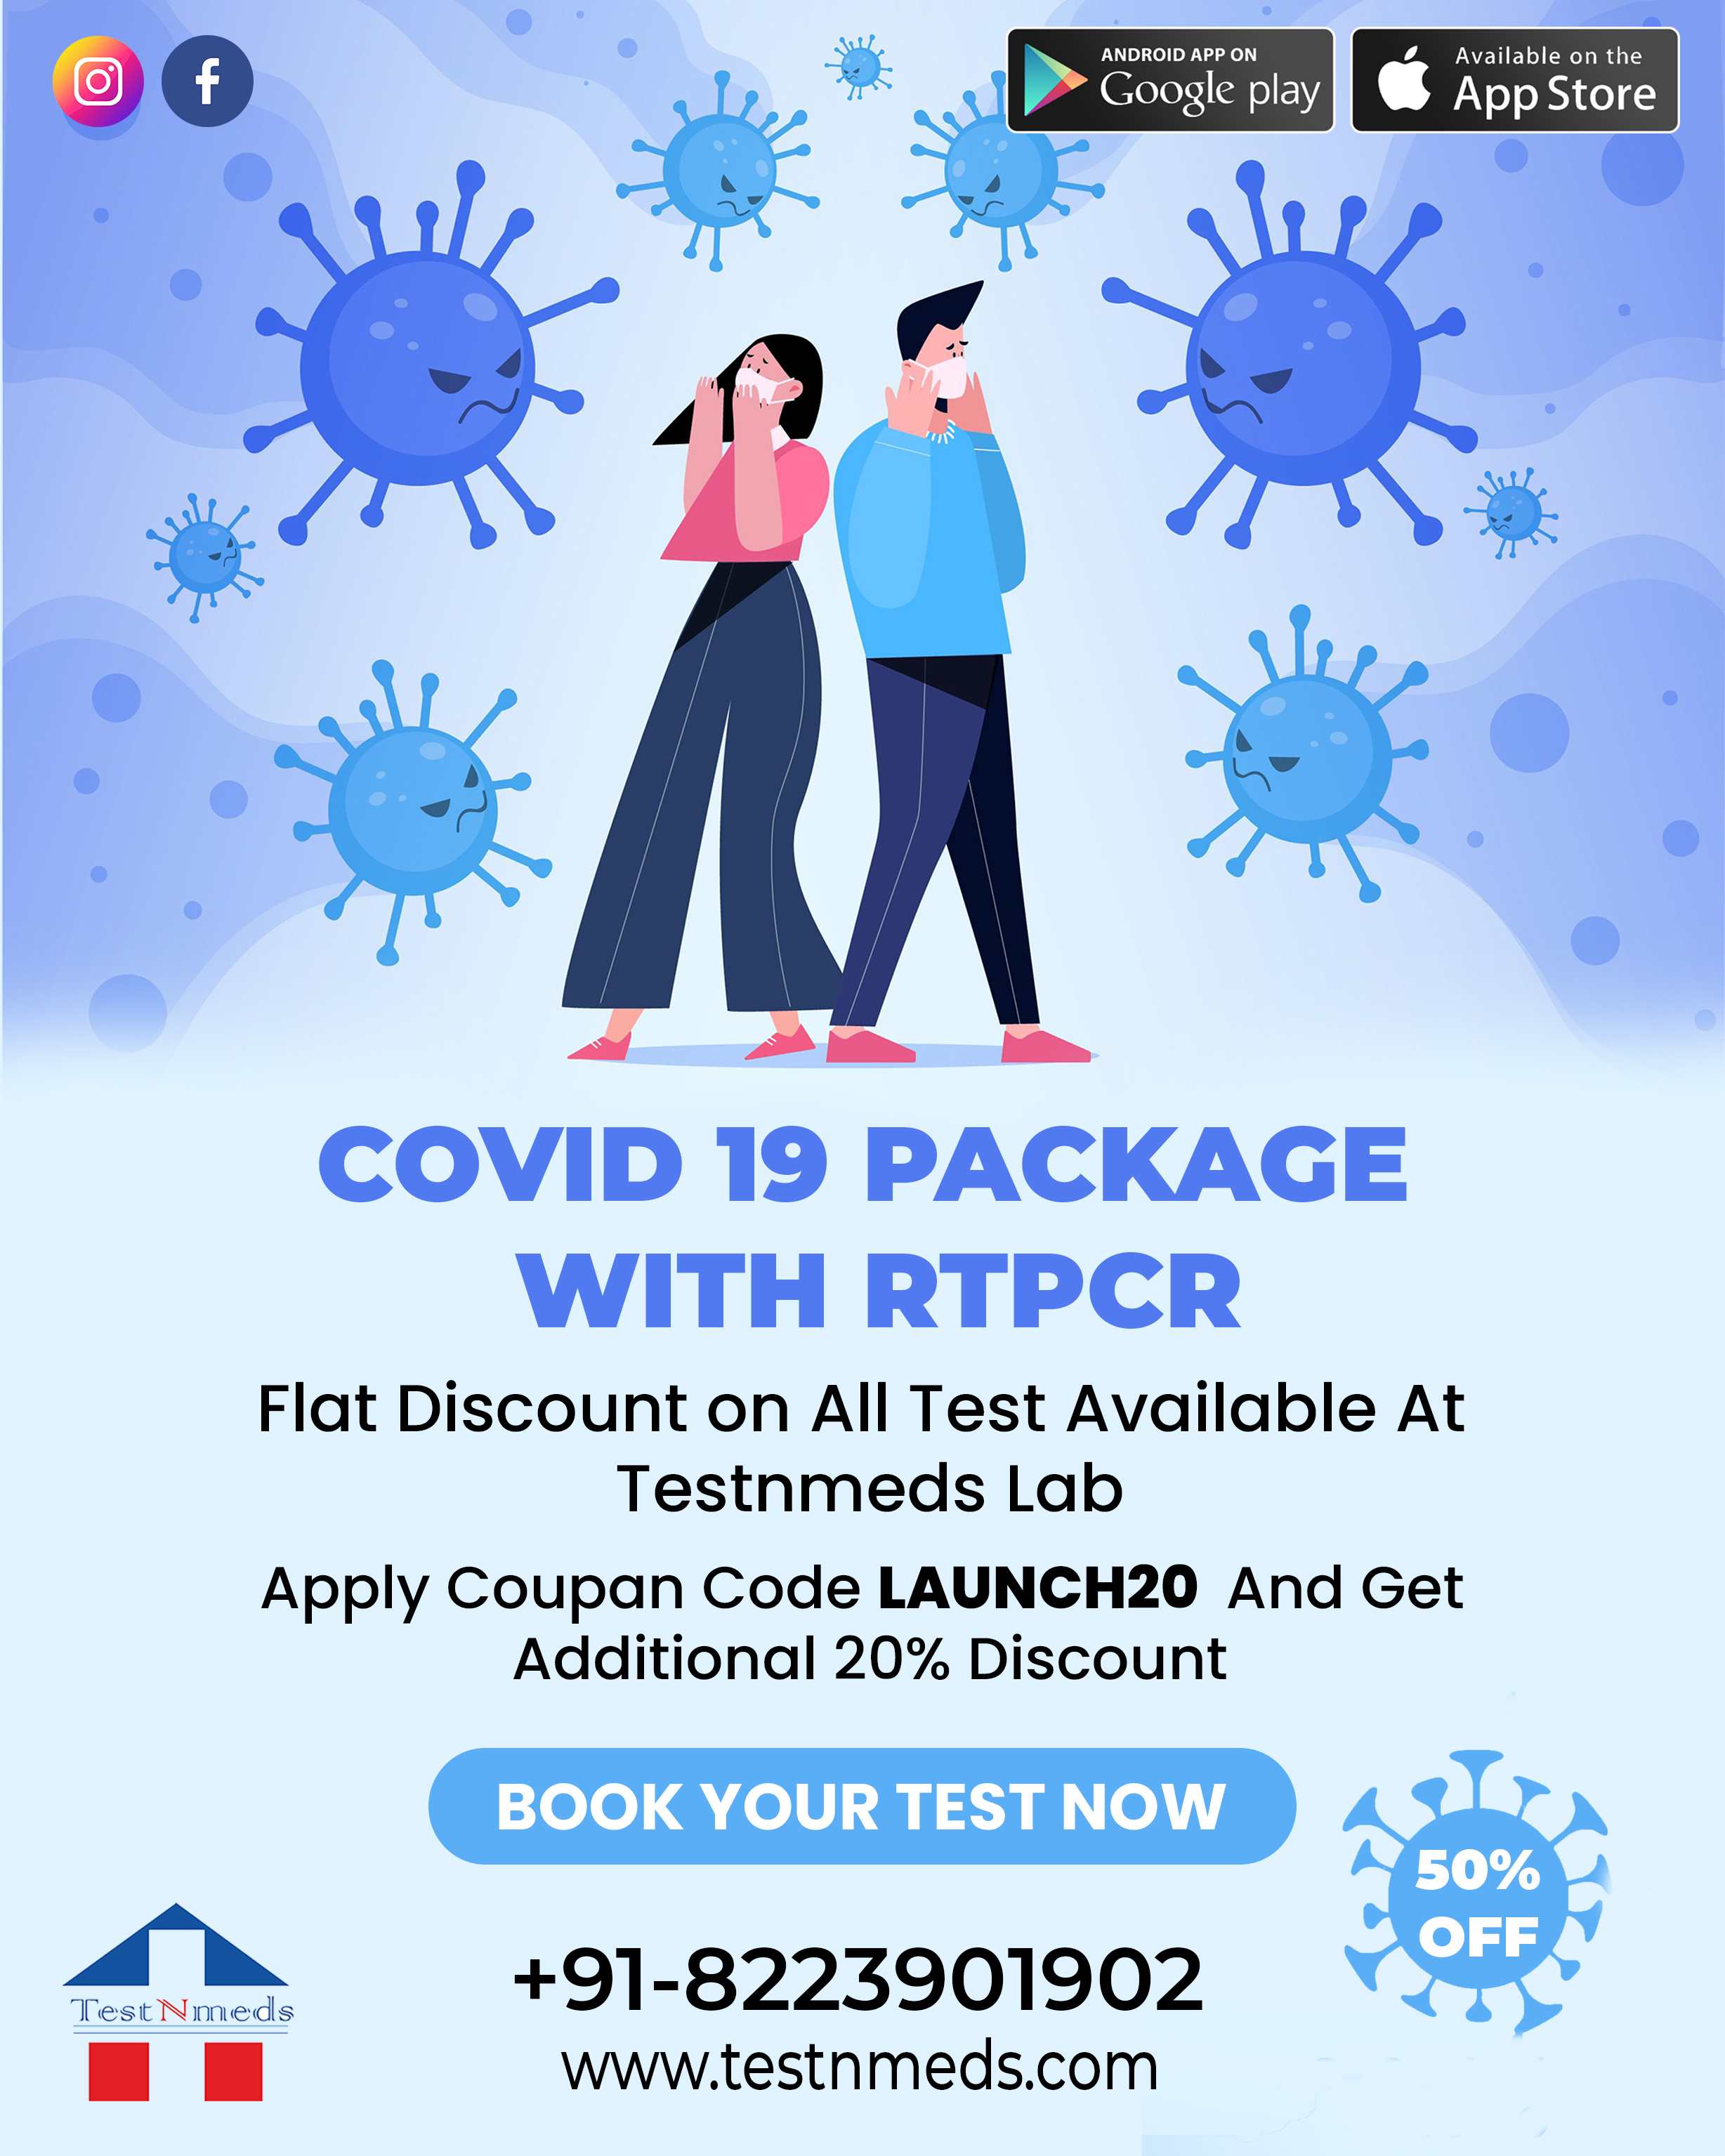 ANDROID APP ON
Google play
Available on the
App Store
COVID 19 PACKAGE
WITH RTPCR
Flat Discount on All Test Available At
Testnmeds Lab
Apply Coupan Code LAUNCH20 And Get
Additional 20% Discount
BOOK YOUR TEST NOW
50%
OFF
TestNmeds
+91-8223901902
www.testnmeds.com